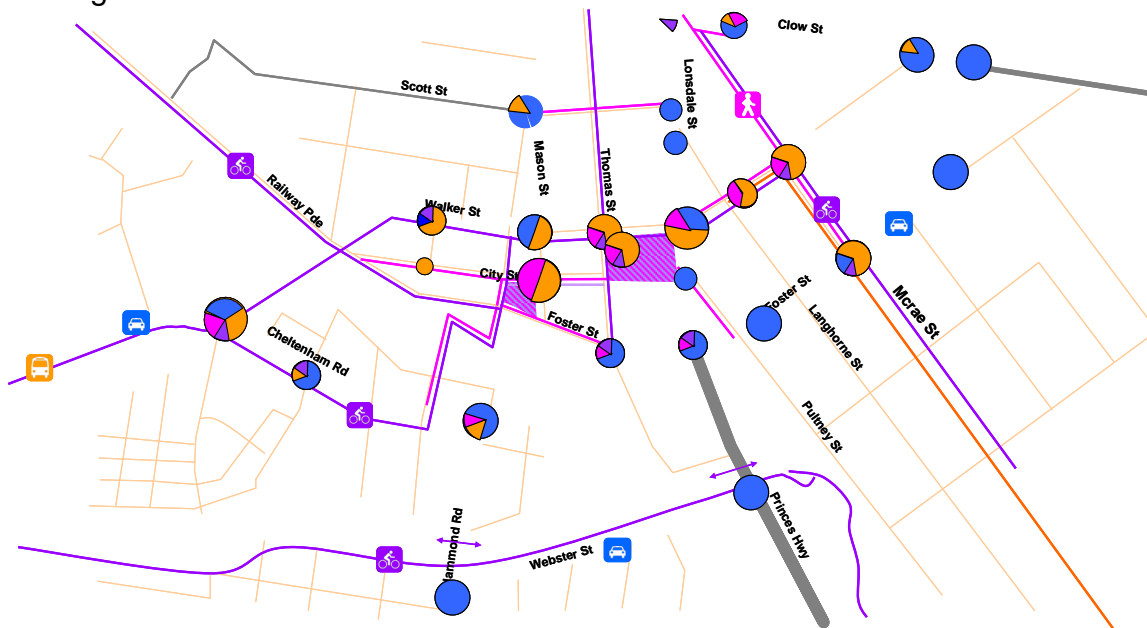 Clow St
Scott St
Lonsdale St
Mason St
Thomas St
Railway Pde
Walker St
City St
Foster St
Foster St
Langhorne St
Mcrae St
Cheltenham Rd
Pultney St
Princes Hwy
Hammond Rd
Webster St